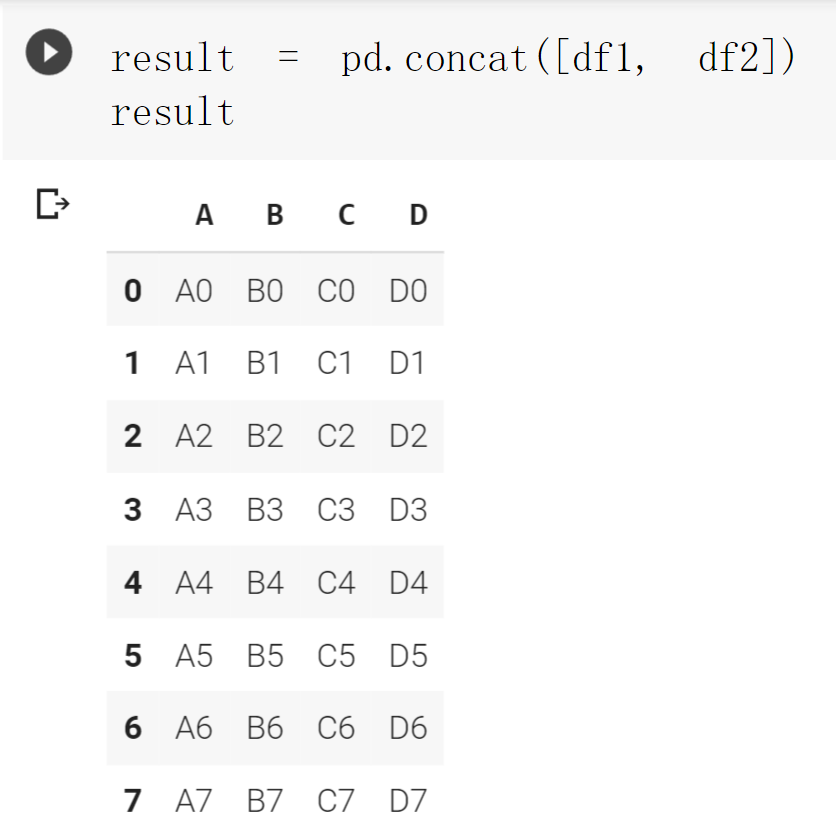 result = pd.concat([df1, df2])
result
A B C D
0 A0 B0 C0 D0
1 A1 B1 C1 D1
2 A2 B2 C2 D2
3 A3 B3 C3 D3
4 A4 B4 C4 D4
5 A5 B5 C5 D5
6 A6 B6 C6 D6
7 A7 B7 C7 D7